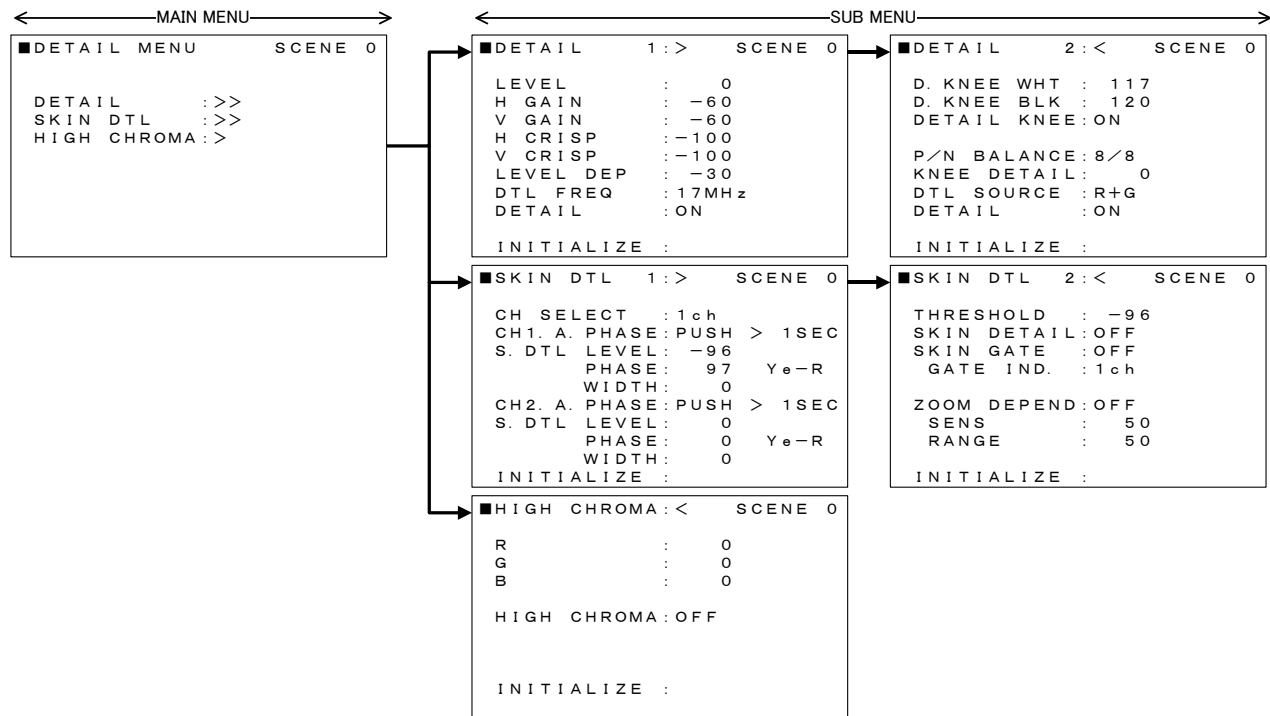 MAIN MENU
SUB MENU
■DETAIL MENU SCENE 0
DETAIL :>>
SKIN DTL :>>
HIGH CHROMA:>
■DETAIL 1:> SCENE 0
LEVEL : 0
H GAIN : −60
V GAIN : −60
H CRISP :−100
V CRISP :−100
LEVEL DEP : −30
DTL FREQ :17MHz
DETAIL :ON
INITIALIZE :
■DETAIL 2:< SCENE 0
D. KNEE WHT : 117
D. KNEE BLK : 120
DETAIL KNEE:ON
P/N BALANCE:8/8
KNEE DETAIL: 0
DTL SOURCE :R+G
DETAIL :ON
INITIALIZE :
■SKIN DTL 1:> SCENE 0
CH SELECT :1ch
CH1. A. PHASE:PUSH > 1SEC
S. DTL LEVEL: −96
PHASE: 97 Ye−R
WIDTH: 0
CH2. A. PHASE:PUSH > 1SEC
S. DTL LEVEL: 0
PHASE: 0 Ye−R
WIDTH: 0
INITIALIZE :
■SKIN DTL 2:< SCENE 0
THRESHOLD : −96
SKIN DETAIL:OFF
SKIN GATE :OFF
GATE IND. :1ch
ZOOM DEPEND:OFF
SENS : 50
RANGE : 50
INITIALIZE :
■HIGH CHROMA:< SCENE 0
R : 0
G : 0
B : 0
HIGH CHROMA:OFF
INITIALIZE :